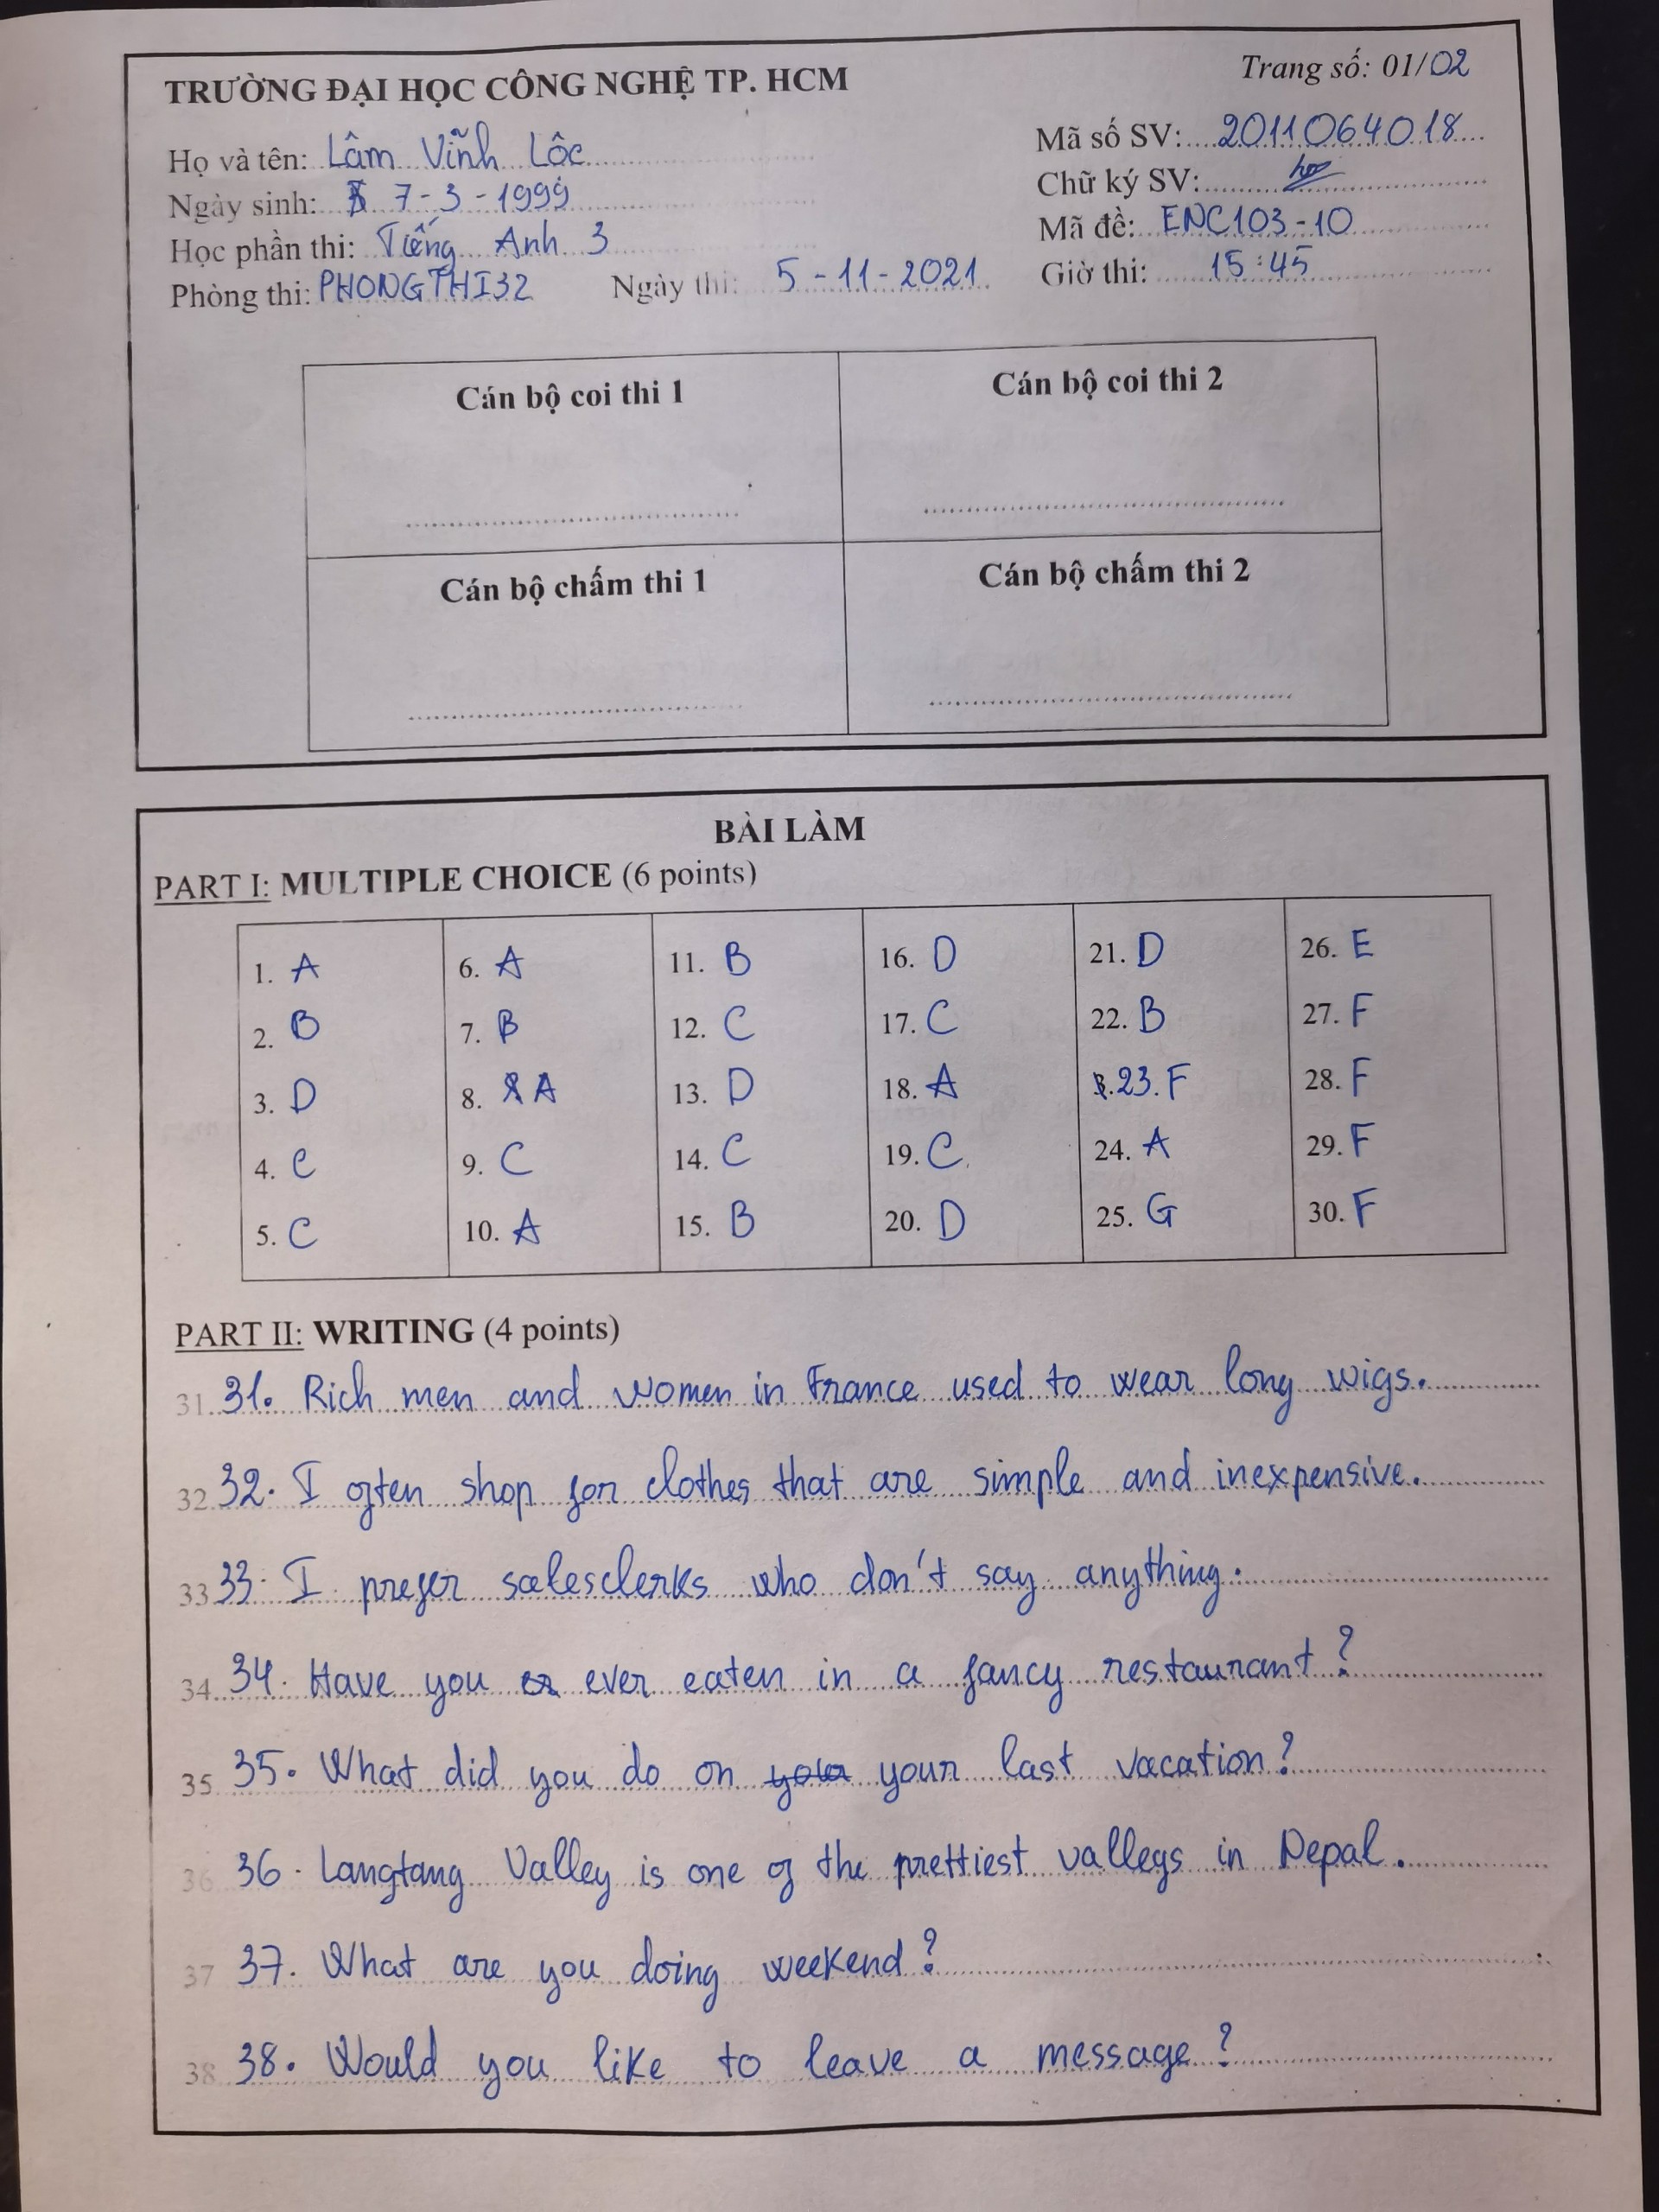 Trang số: 01/02
TRƯỜNG ĐẠI HỌC CÔNG NGHỆ TP. HCM
Họ và tên: Lâm Vĩnh Lộc
Mã số SV: 2011064018
Ngày sinh: 7-3-1999
Chữ ký SV:
Học phần thi: Tiếng Anh 3
Mã đề: ENC103-10
Phòng thi: PHONGTHI32 Ngày thi: 5-11-2021
Giờ thi: 15:45
Cán bộ coi thi 1
Cán bộ coi thi 2
Cán bộ chấm thi 1
Cán bộ chấm thi 2
BÀI LÀM
PART I: MULTIPLE CHOICE (6 points)
1. A
2. B
3. D
4. C
5. C
6. A
7. B
8. A
9. C
10. A
11. B
12. C
13. D
14. C
15. B
16. D
17. C
18. A
19. C
20. D
21. D
22. B
23. F
24. A
25. G
26. E
27. F
28. F
29. F
30. F
PART II: WRITING (4 points)
31 31. Rich men and women in France used to wear long wigs.
32 32. I often shop for clothes that are simple and inexpensive.
33 33. I prefer salesclerks who don't say anything.
34 34. Have you ever eaten in a fancy restaurant?
35 35. What did you do on your last vacation?
36 36. Langtang Valley is one of the prettiest valleys in Nepal.
37 37. What are you doing weekend?
38 38. Would you like to leave a message?